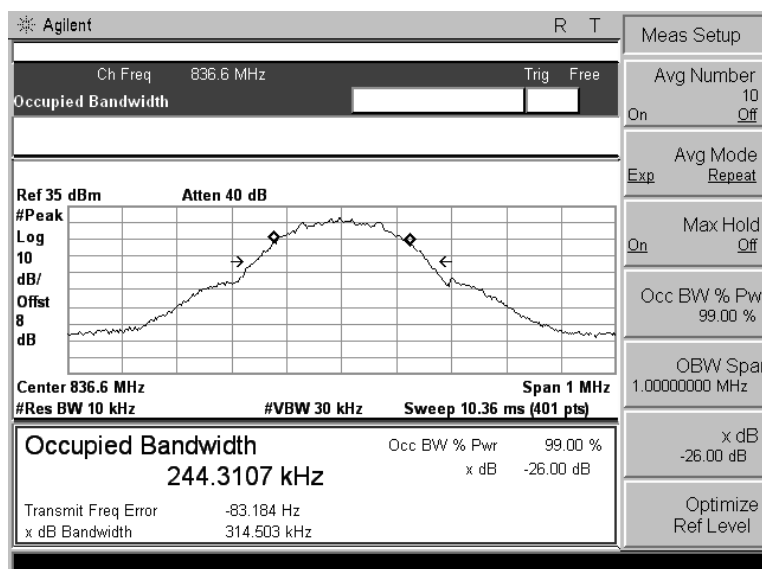 Agilent R T
Ch Freq 836.6 MHz Trig Free
Occupied Bandwidth
Ref 35 dBm Atten 40 dB
#Peak
Log
10
dB/
Offst
8
dB
Center 836.6 MHz Span 1 MHz
#Res BW 10 kHz #VBW 30 kHz Sweep 10.36 ms (401 pts)
Occupied Bandwidth
244.3107 kHz
Occ BW % Pwr 99.00 %
x dB -26.00 dB
Transmit Freq Error -83.184 Hz
x dB Bandwidth 314.503 kHz
Meas Setup
Avg Number
10
On Off
Avg Mode
Exp Repeat
Max Hold
On Off
Occ BW % Pw
99.00 %
OBW Spa
1.00000000 MHz
x dB
-26.00 dB
Optimize
Ref Level